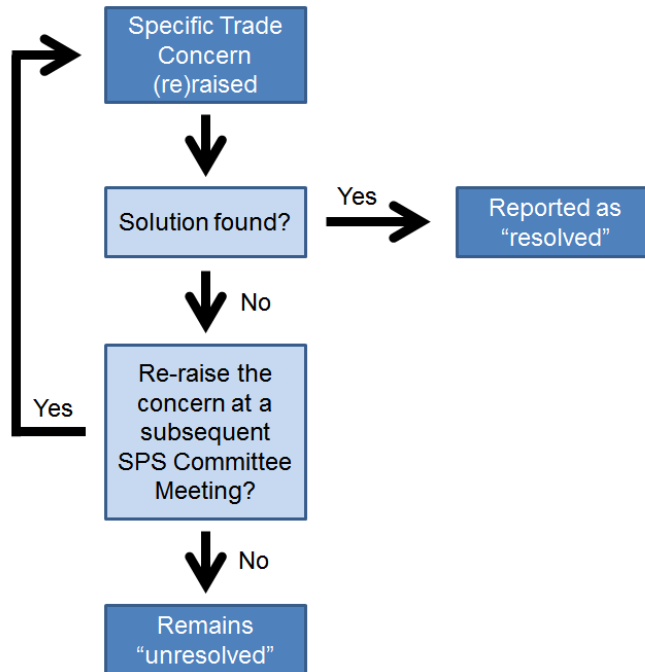 Specific Trade
Concern
(re)raised
Solution found?
Yes
Reported as
“resolved”
No
Re-raise the
concern at a
subsequent
SPS Committee
Meeting?
Yes
No
Remains
“unresolved”